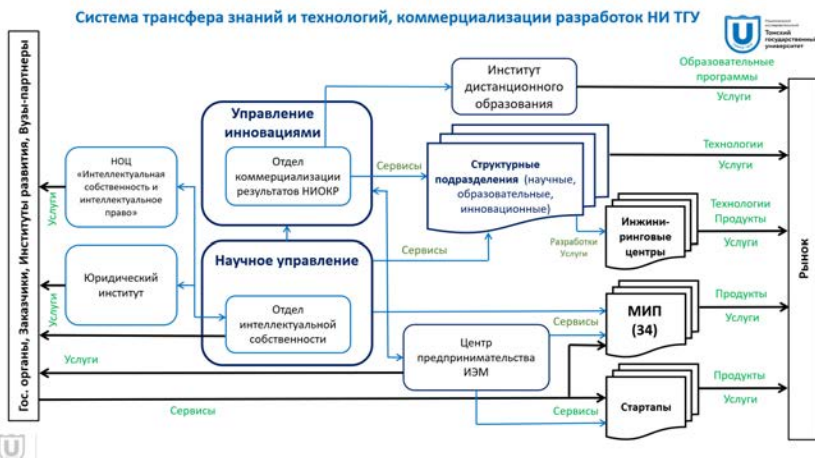 Система трансфера знаний и технологий, коммерциализации разработок НИ ТГУ
Томский
государственный
университет
Гос. органы, Заказчики, Институты развития, Вузы-партнеры
НОЦ
«Интеллектуальная
собственность и
интеллектуальное
право»
Услуги
Юридический
институт
Услуги
Управление
инновациями
Отдел
коммерциализации
результатов НИОКР
Научное управление
Отдел
интеллектуальной
собственности
Услуги
Сервисы
Институт
дистанционного
образования
Сервисы
Структурные
подразделения (научные,
образовательные,
инновационные)
Сервисы
Разработки
Услуги
Инжини-
ринговые
центры
Центр
предпринимательства
ИЭМ
Сервисы
МИП
(34)
Сервисы
Стартапы
Образовательные
программы
Услуги
Технологии
Услуги
Технологии
Продукты
Услуги
Продукты
Услуги
Продукты
Услуги
Рынок